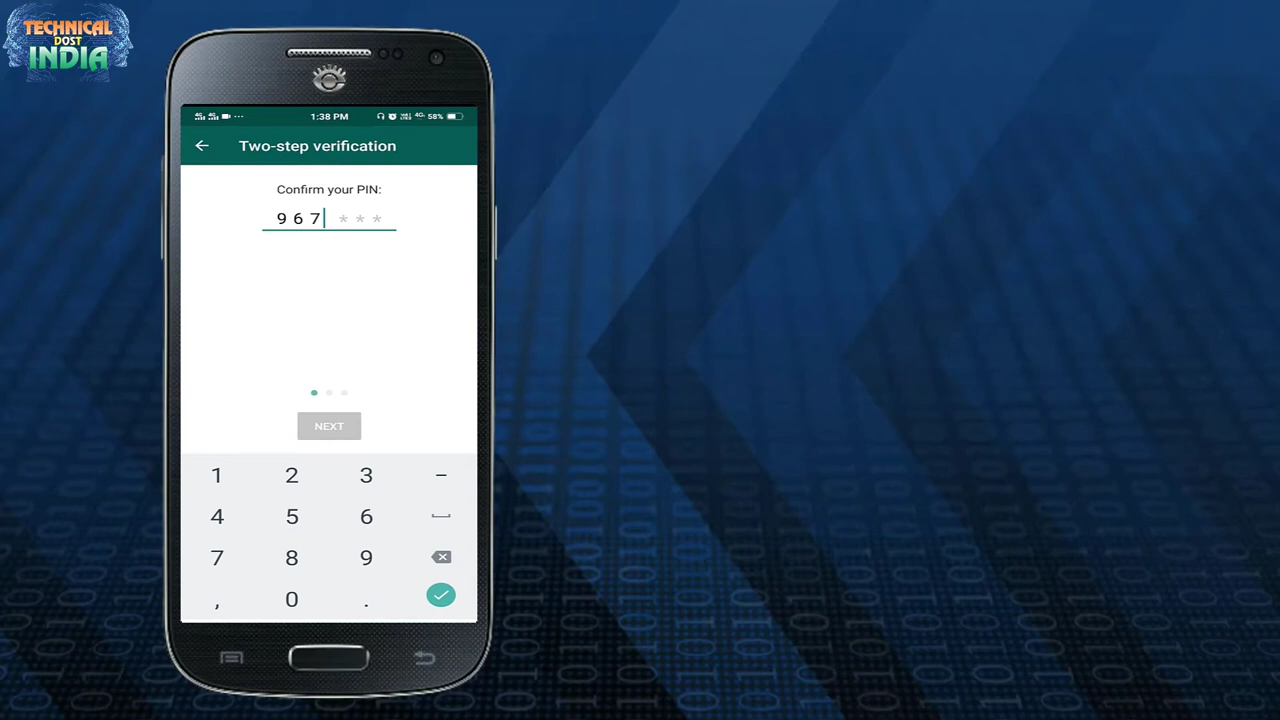 TECHNICAL
DOST
INDIA
1:38 PM
58%
Two-step verification
Confirm your PIN:
9 6 7 * * *
NEXT
1 2 3 -
4 5 6
7 8 9
, 0 .